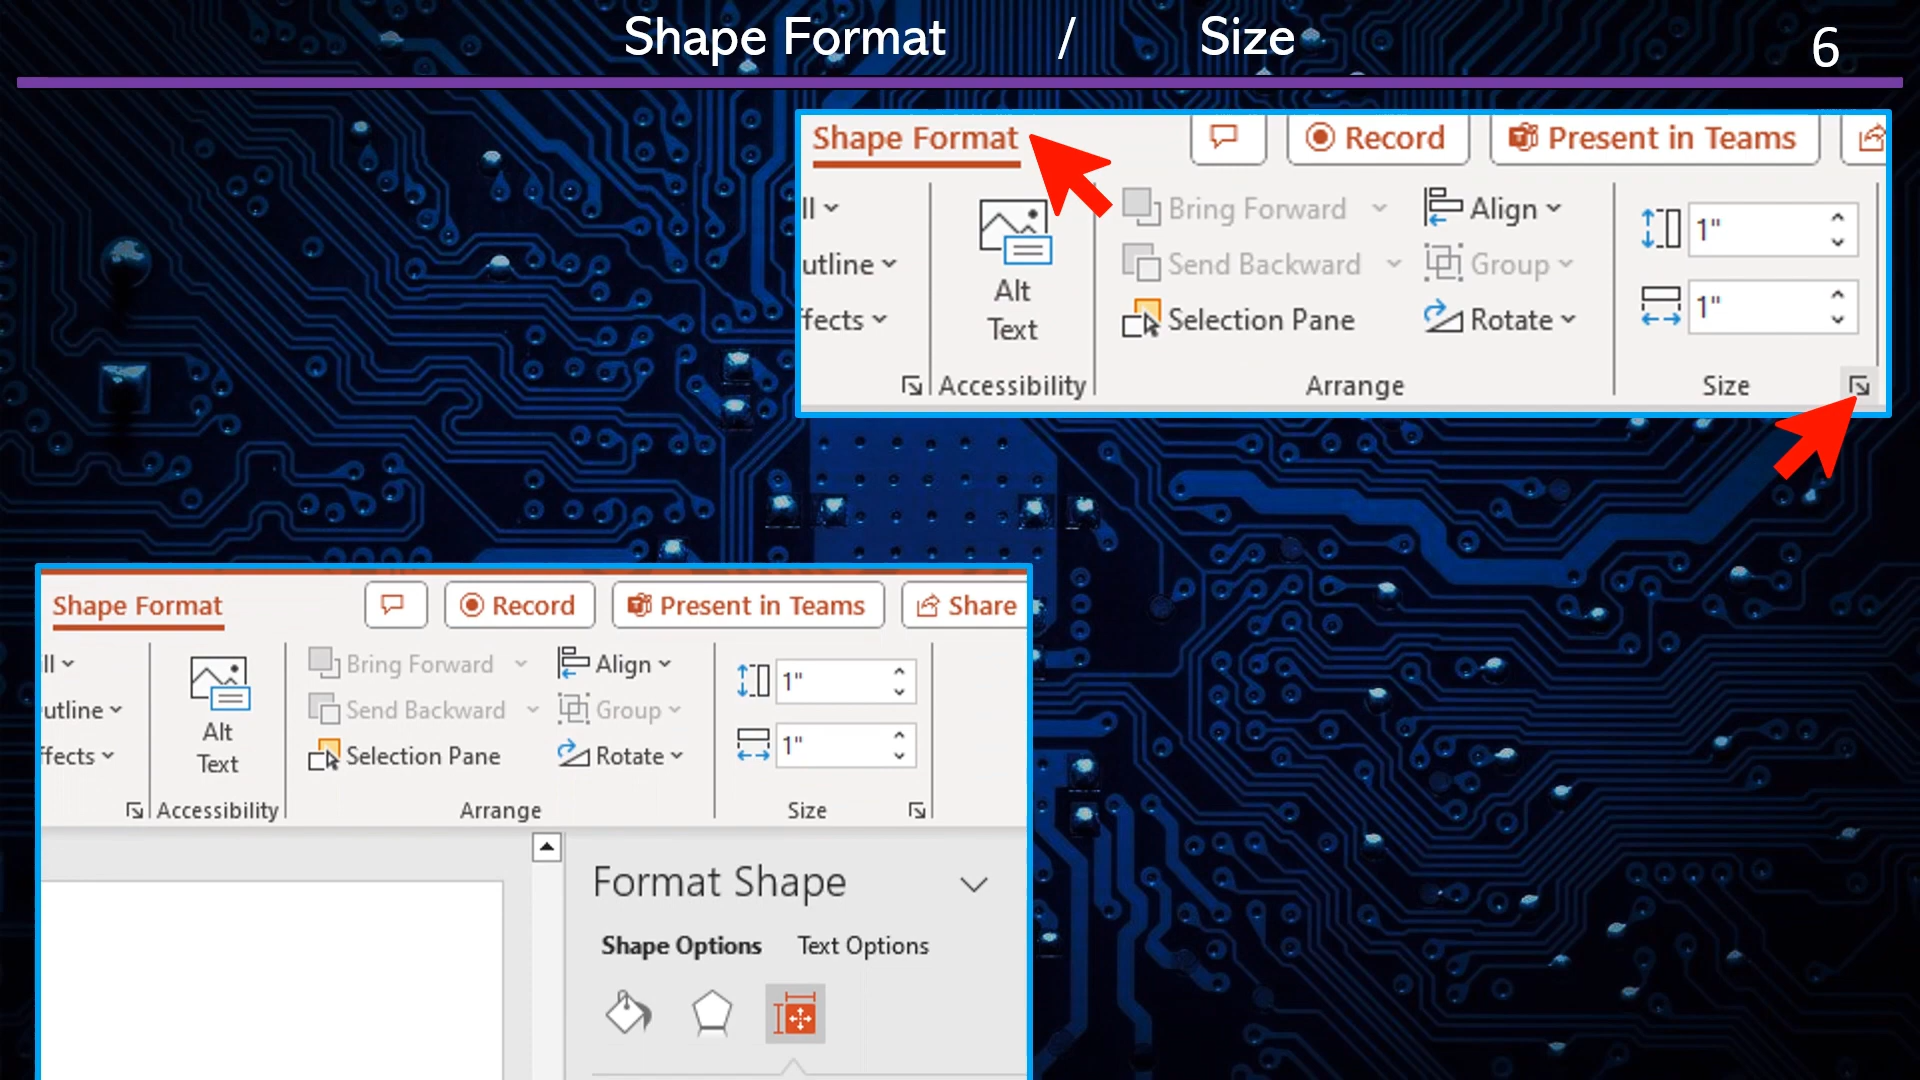 Shape Format / Size
6
Shape Format Record Present in Teams
ll Bring Forward Align 1"
utline Send Backward Group
ffects Selection Pane Rotate 1"
Alt
Text
Accessibility Arrange Size
Shape Format Record Present in Teams Share
ll Bring Forward Align 1"
utline Send Backward Group
ffects Selection Pane Rotate 1"
Alt
Text
Accessibility Arrange Size
Format Shape
Shape Options Text Options